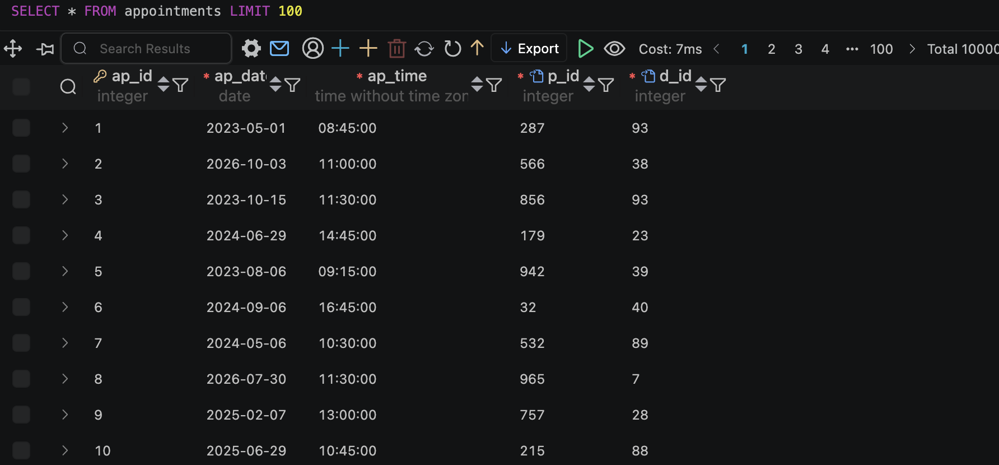 SELECT * FROM appointments LIMIT 100
Search Results Export Cost: 7ms 1 2 3 4 ••• 100 Total 10000
ap_id * ap_dat * ap_time * p_id * d_id
integer date time without time zon integer integer
1 2023-05-01 08:45:00 287 93
2 2026-10-03 11:00:00 566 38
3 2023-10-15 11:30:00 856 93
4 2024-06-29 14:45:00 179 23
5 2023-08-06 09:15:00 942 39
6 2024-09-06 16:45:00 32 40
7 2024-05-06 10:30:00 532 89
8 2026-07-30 11:30:00 965 7
9 2025-02-07 13:00:00 757 28
10 2025-06-29 10:45:00 215 88